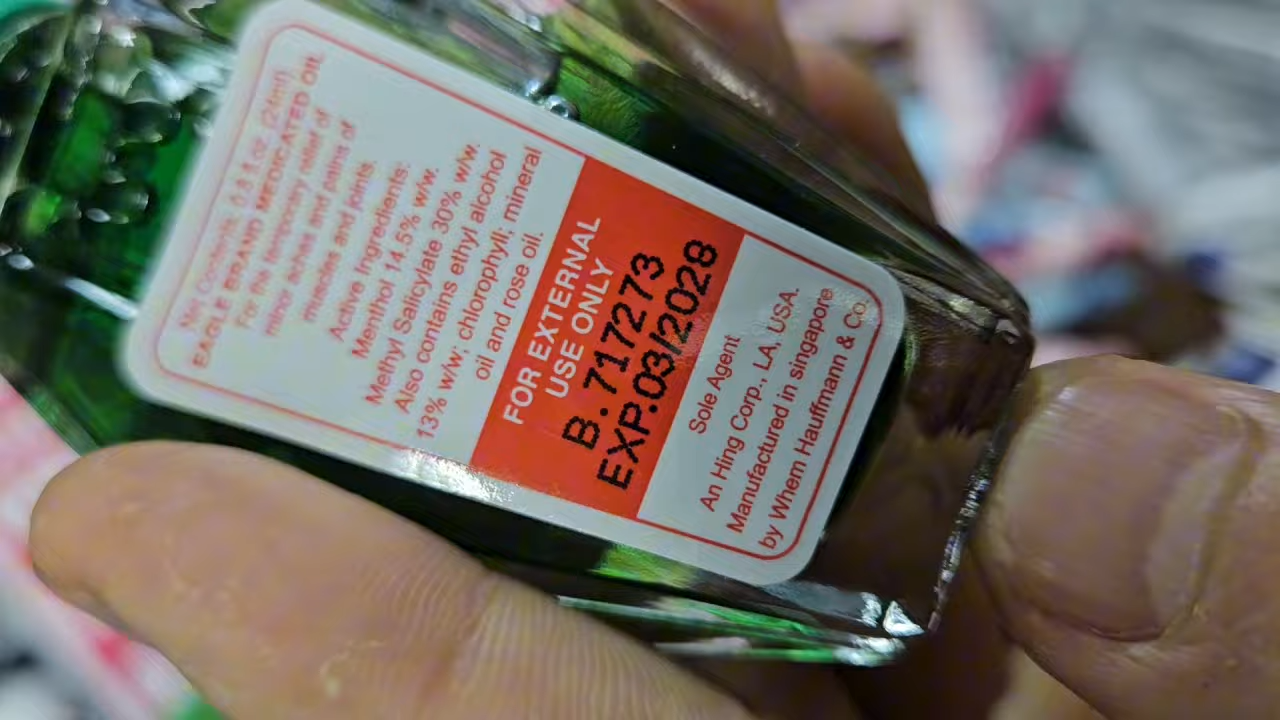 Net Contents: 0.8 fl oz. (24ml)
EAGLE BRAND MEDICATED OIL
For the temporary relief of
minor aches and pains of
muscles and joints.
Active Ingredients:
Menthol 14.5% w/w.
Methyl Salicylate 30% w/w.
Also contains ethyl alcohol
13% w/w; chlorophyll; mineral
oil and rose oil.
FOR EXTERNAL
USE ONLY
B. 717273
EXP.03/2028
Sole Agent
An Hing Corp., LA, USA.
Manufactured in singapore
by Whem Hauffmann & Co.